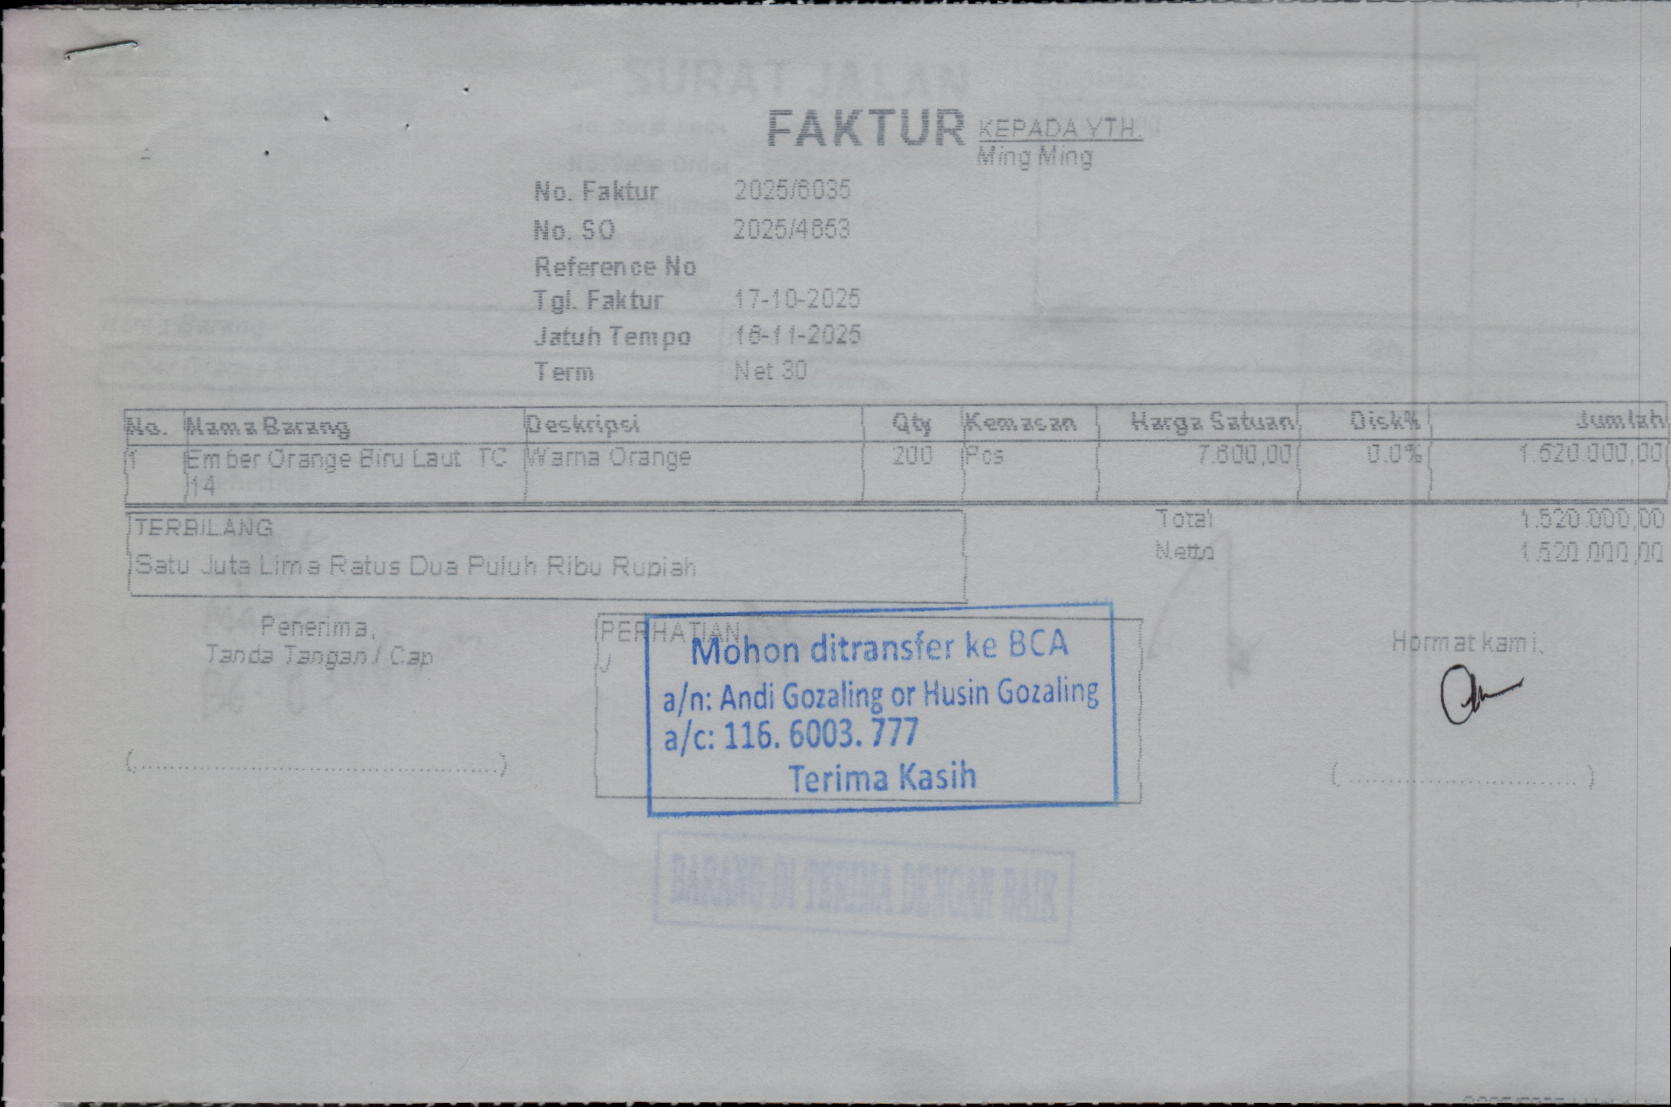 SURAT JALAN
FAKTUR
KEPADA YTH.
Ming Ming
No. Faktur 2025/6035
No. SO 2025/4853
Reference No
Tgl. Faktur 17-10-2025
Jatuh Tempo 16-11-2025
Term Net 30
No. Nama Barang Deskripsi Qty Kemasan Harga Satuan Disk% Jumlah
1 Ember Orange Biru Laut TC Warna Orange 200 Pcs 7.600,00 0.0% 1.520.000,00
14
TERBILANG
Satu Juta Lima Ratus Dua Puluh Ribu Rupiah
Total 1.520.000,00
Netto 1.520.000,00
Penerima,
Tanda Tangan / Cap
(...............................................)
PERHATIAN
Mohon ditransfer ke BCA
a/n: Andi Gozaling or Husin Gozaling
a/c: 116. 6003. 777
Terima Kasih
Hormat kami,
(.............................)
BARANG DI TERIMA DENGAN BAIK